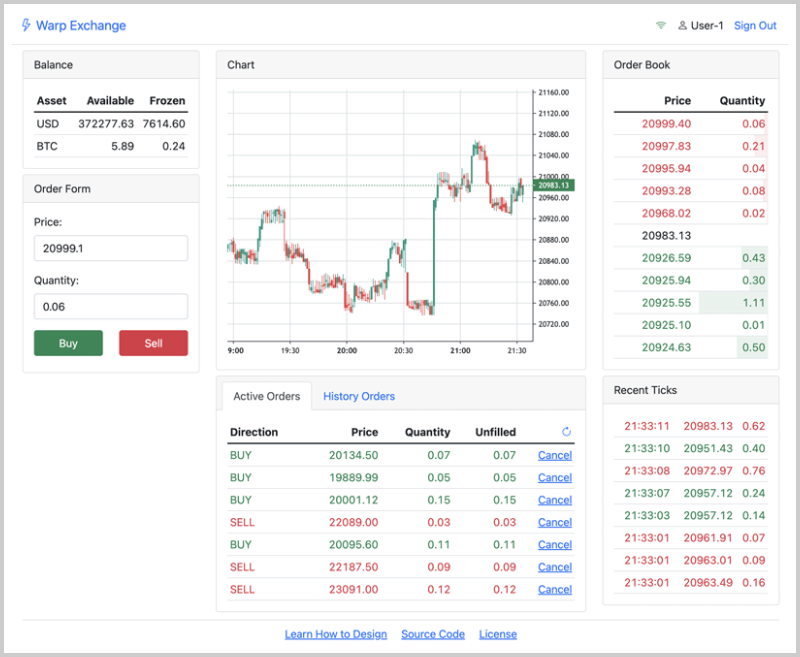 Warp Exchange
User-1 Sign Out
Balance
Asset Available Frozen
USD 372277.63 7614.60
BTC 5.89 0.24
Order Form
Price:
20999.1
Quantity:
0.06
Buy Sell
Chart
21160.00
21120.00
21080.00
21040.00
21000.00
20983.13
20960.00
20920.00
20880.00
20840.00
20800.00
20760.00
20720.00
9:00 19:30 20:00 20:30 21:00 21:30
Active Orders History Orders
Direction Price Quantity Unfilled
BUY 20134.50 0.07 0.07 Cancel
BUY 19889.99 0.05 0.05 Cancel
BUY 20001.12 0.15 0.15 Cancel
SELL 22089.00 0.03 0.03 Cancel
BUY 20095.60 0.11 0.11 Cancel
SELL 22187.50 0.09 0.09 Cancel
SELL 23091.00 0.12 0.12 Cancel
Order Book
Price Quantity
20999.40 0.06
20997.83 0.21
20995.94 0.04
20993.28 0.08
20968.02 0.02
20983.13
20926.59 0.43
20925.94 0.30
20925.55 1.11
20925.10 0.01
20924.63 0.50
Recent Ticks
21:33:11 20983.13 0.62
21:33:10 20951.43 0.40
21:33:08 20972.97 0.76
21:33:07 20957.12 0.24
21:33:03 20957.12 0.14
21:33:01 20961.91 0.07
21:33:01 20963.01 0.09
21:33:01 20963.49 0.16
Learn How to Design Source Code License